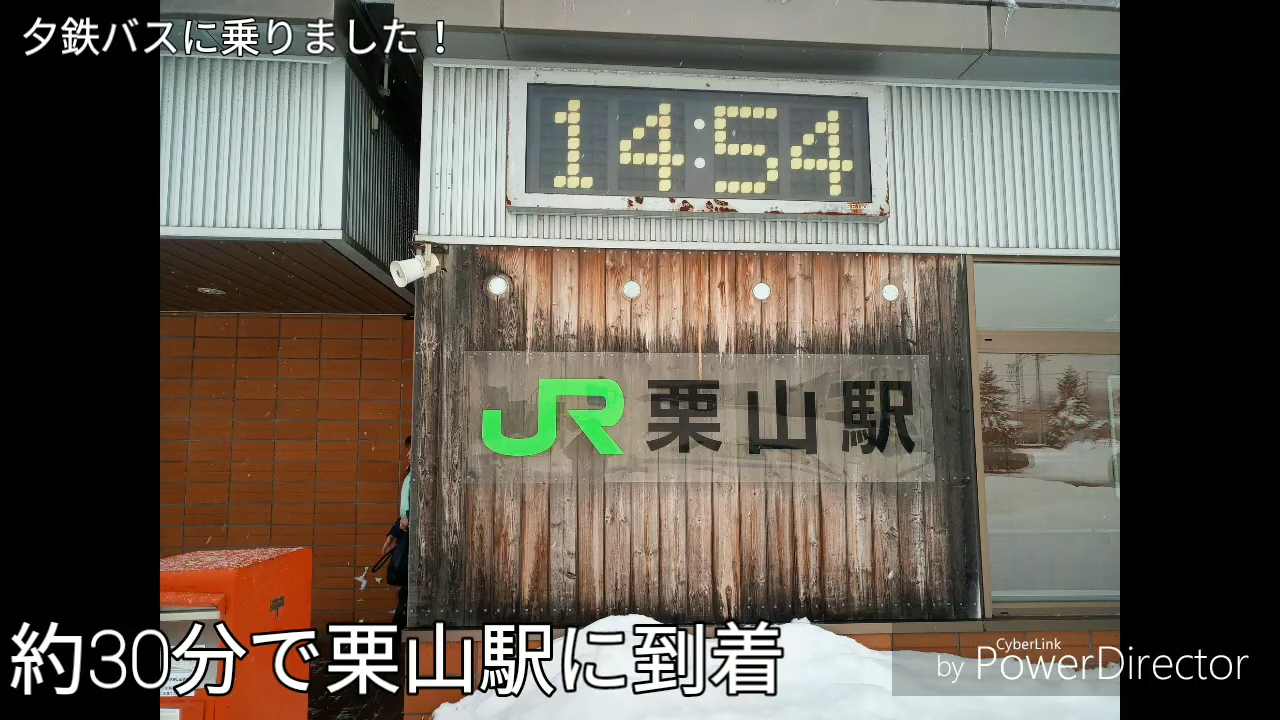 夕鉄バスに乗りました！
14:54
JR 栗山駅
約30分で栗山駅に到着
CyberLink
by PowerDirector